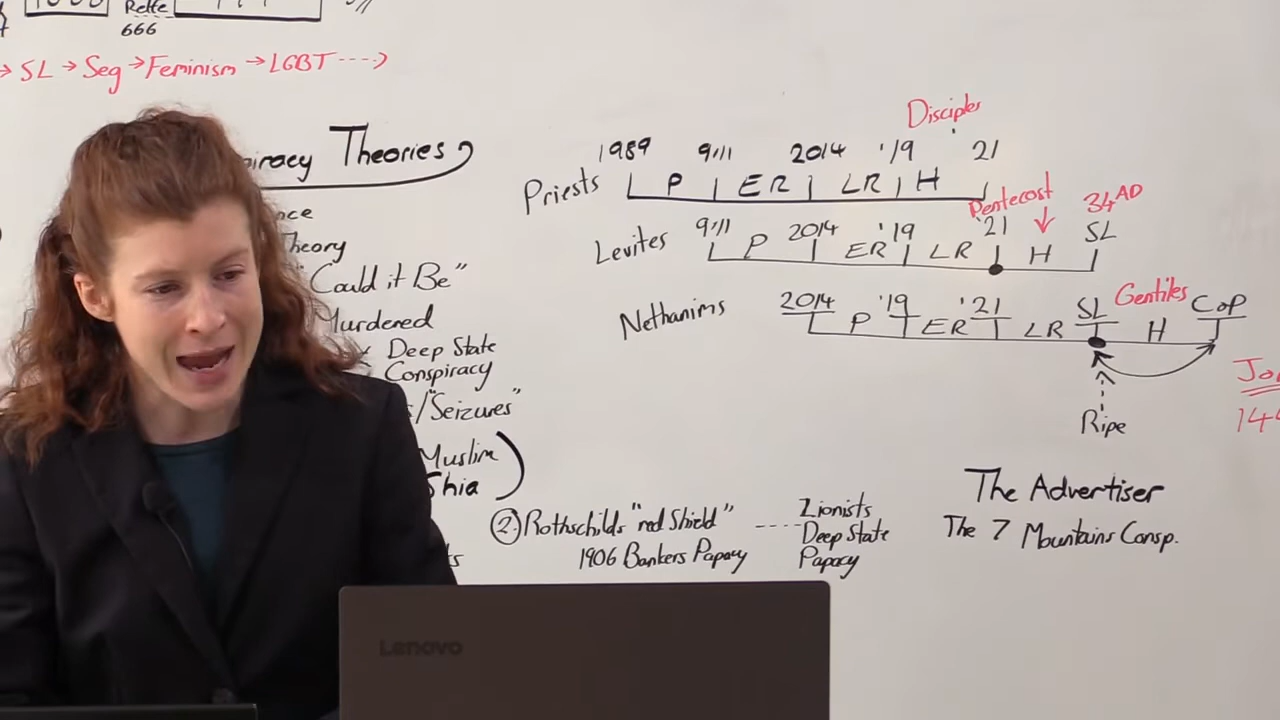 Relfe
666
→ SL → Seg → Feminism → LGBT ---->
Theories
Theory
"Could it Be"
Murdered
Deep State
Conspiracy
/"Seizures"
Muslim
Shia
Disciples
1989 9/11 2014 '19 21
Priests P ER LR H
Pentecost 34 AD
9/11 2014 '19 '21 SL
Levites P ER LR H
Gentiles
2014 '19 '21 SL CoP
Nethanims P ER LR H
Ripe
② Rothschilds "red Shield" ---- Zionists
Deep State
1906 Bankers Papacy Papacy
The Advertiser
The 7 Mountains Consp.
Lenovo